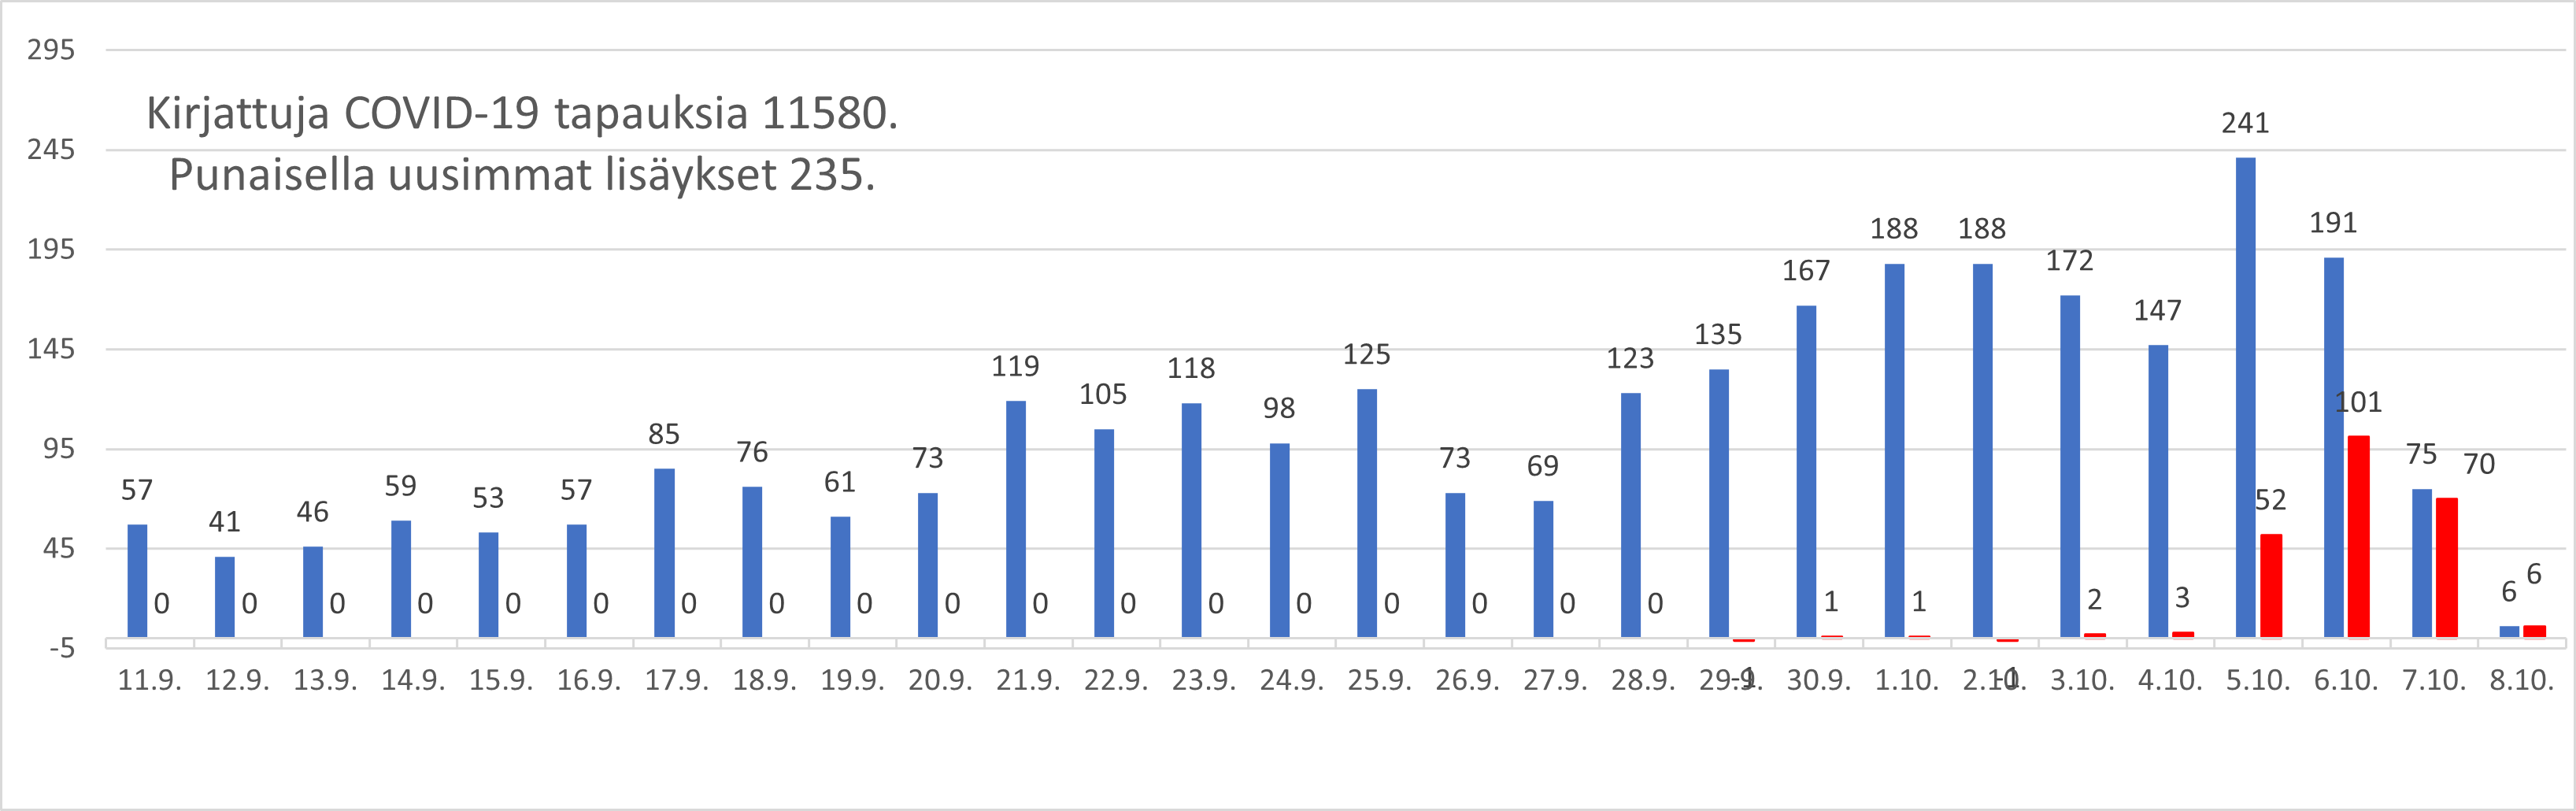 295
Kirjattuja COVID-19 tapauksia 11580.
Punaisella uusimmat lisäykset 235.
245
195
145
95
45
-5
57 41 46 59 53 57 85 76 61 73 119 105 118 98 125 73 69 123 135 167 188 188 172 147 241 191 75 6
0 0 0 0 0 0 0 0 0 0 0 0 0 0 0 0 0 0 -1 1 1 -1 2 3 52 101 70 6
11.9. 12.9. 13.9. 14.9. 15.9. 16.9. 17.9. 18.9. 19.9. 20.9. 21.9. 22.9. 23.9. 24.9. 25.9. 26.9. 27.9. 28.9. 29.9. 30.9. 1.10. 2.10. 3.10. 4.10. 5.10. 6.10. 7.10. 8.10.